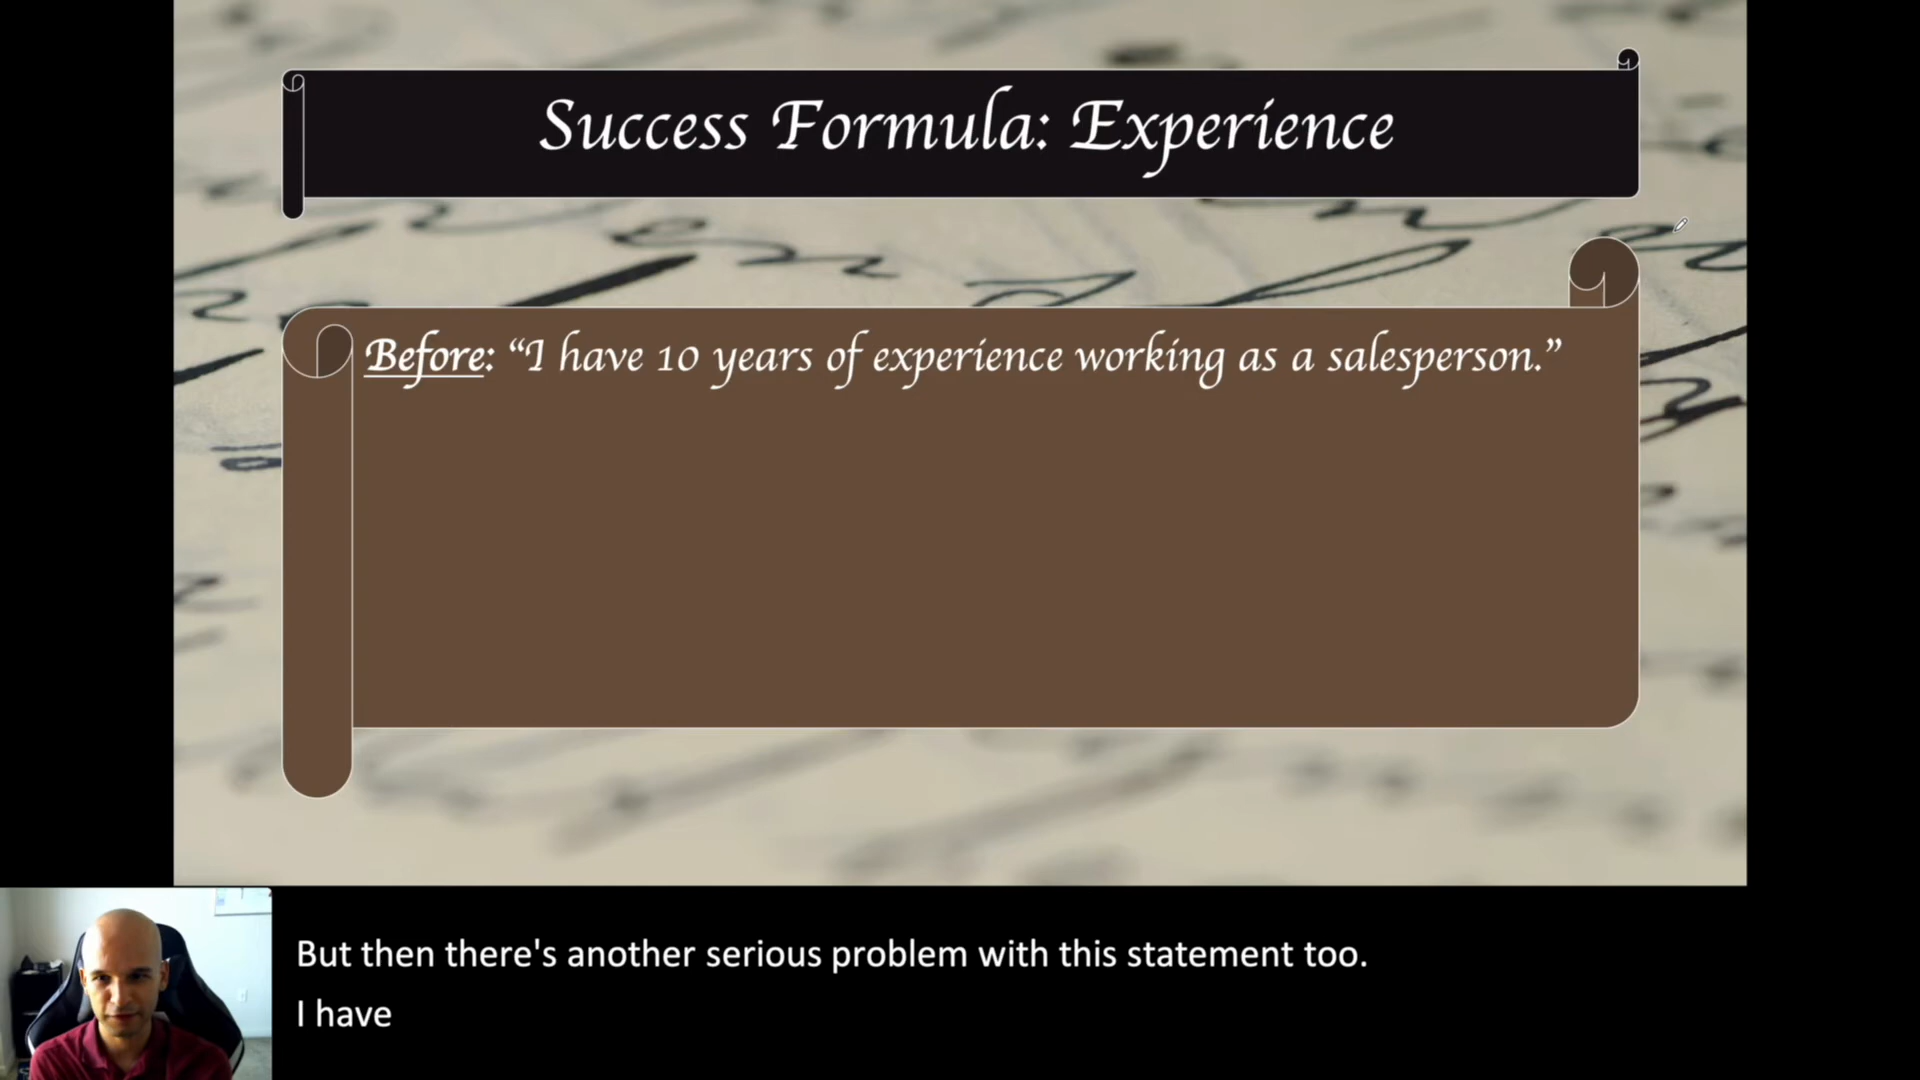 Success Formula: Experience
Before: “I have 10 years of experience working as a salesperson.”
But then there's another serious problem with this statement too.
I have